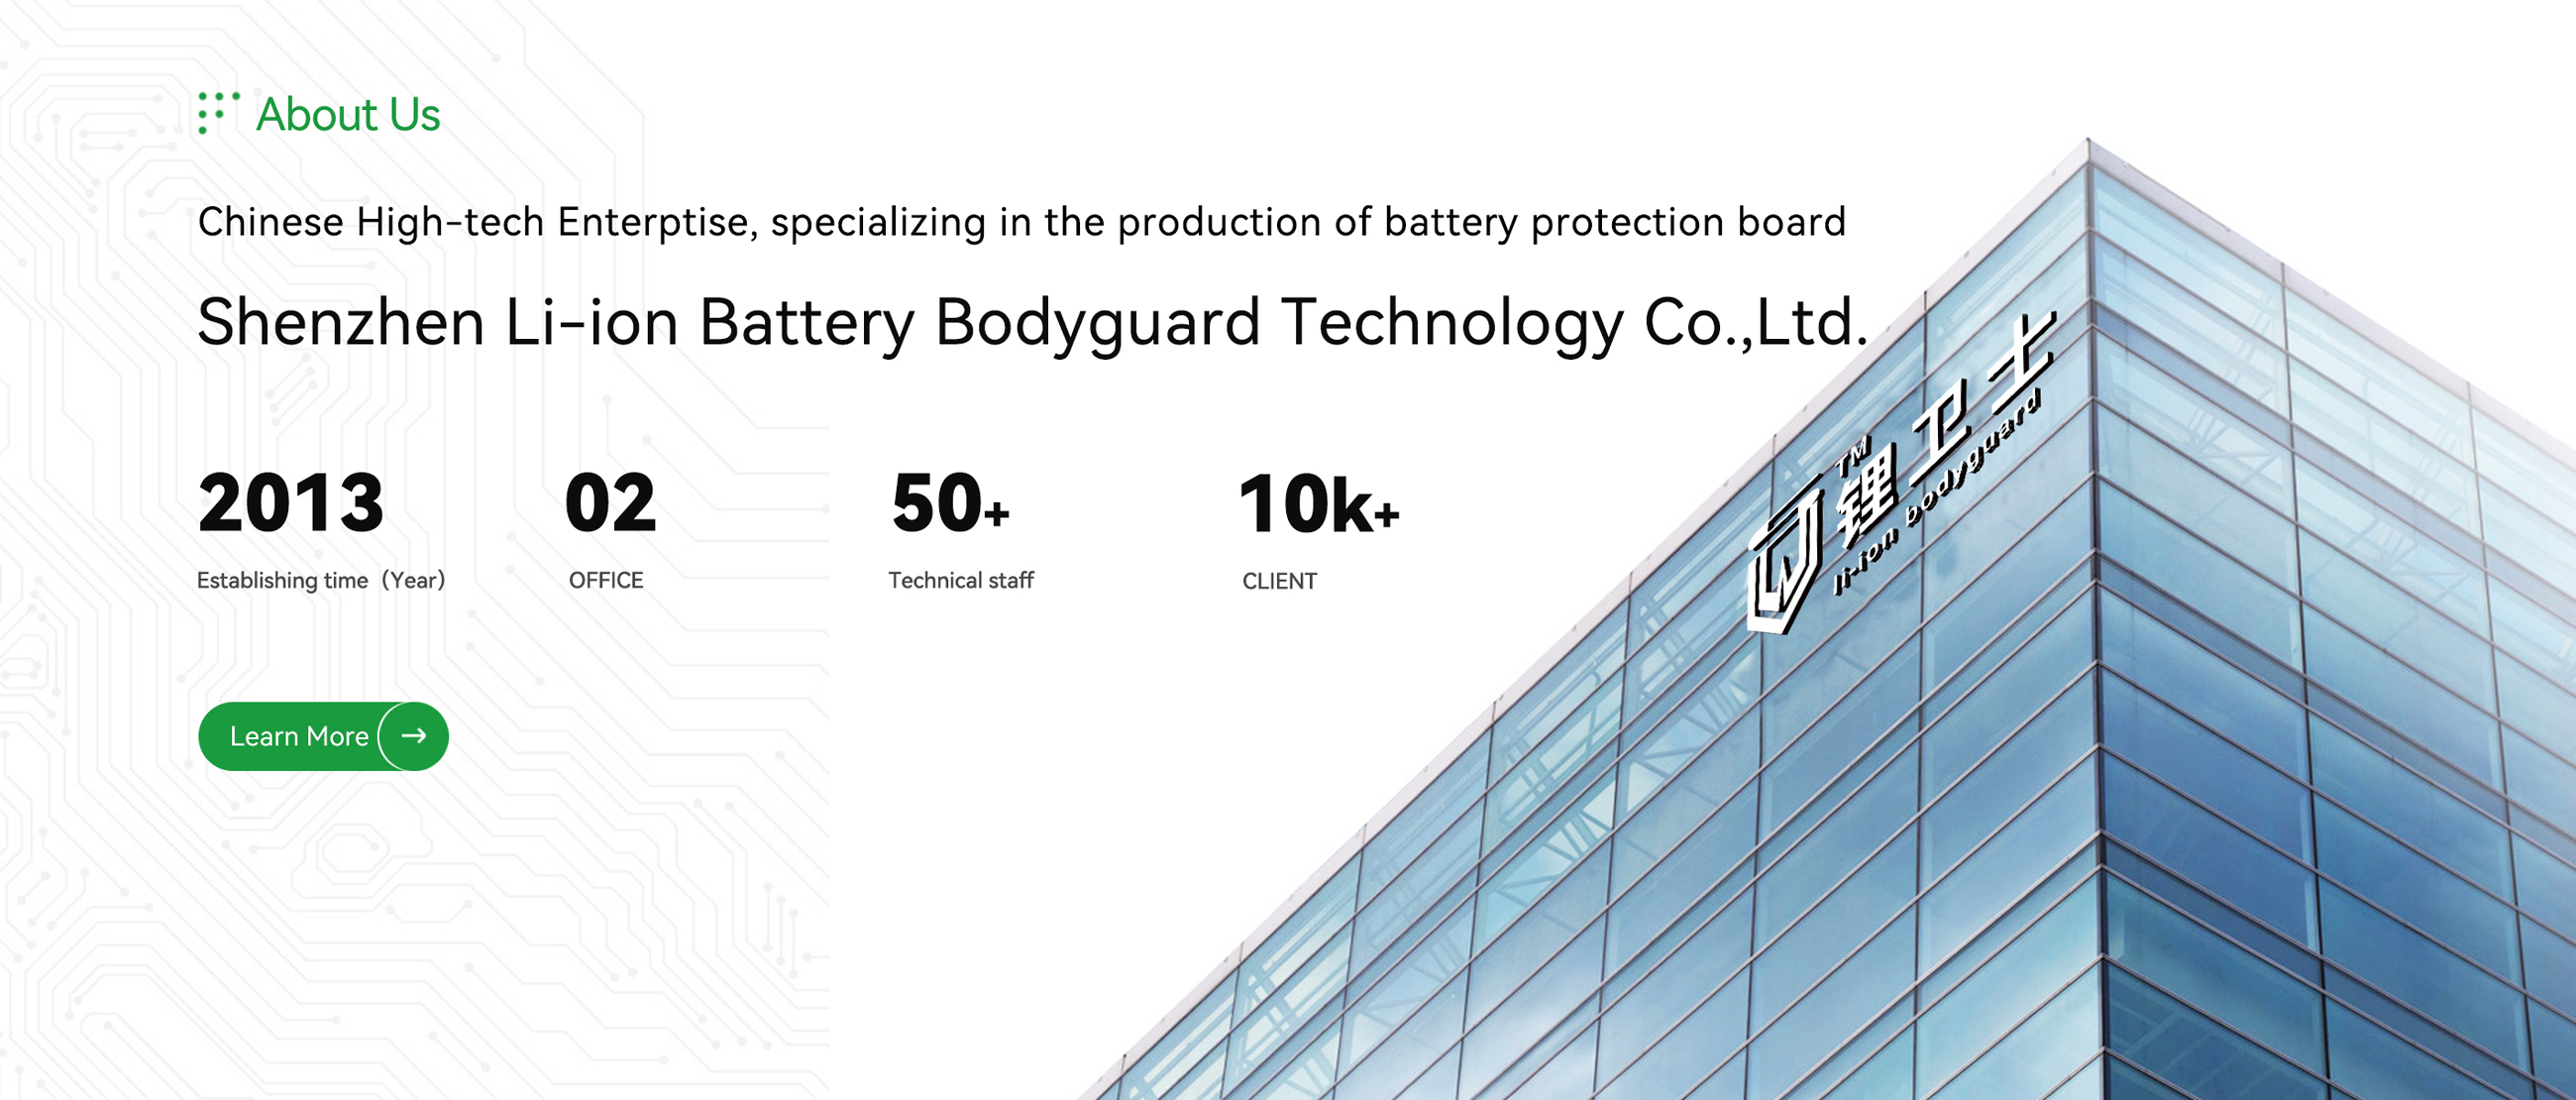 About Us
Chinese High-tech Enterptise, specializing in the production of battery protection board
Shenzhen Li-ion Battery Bodyguard Technology Co.,Ltd.
2013
02
50+
10k+
Establishing time（Year）
OFFICE
Technical staff
CLIENT
Learn More →
TM
锂卫士
li-ion bodyguard